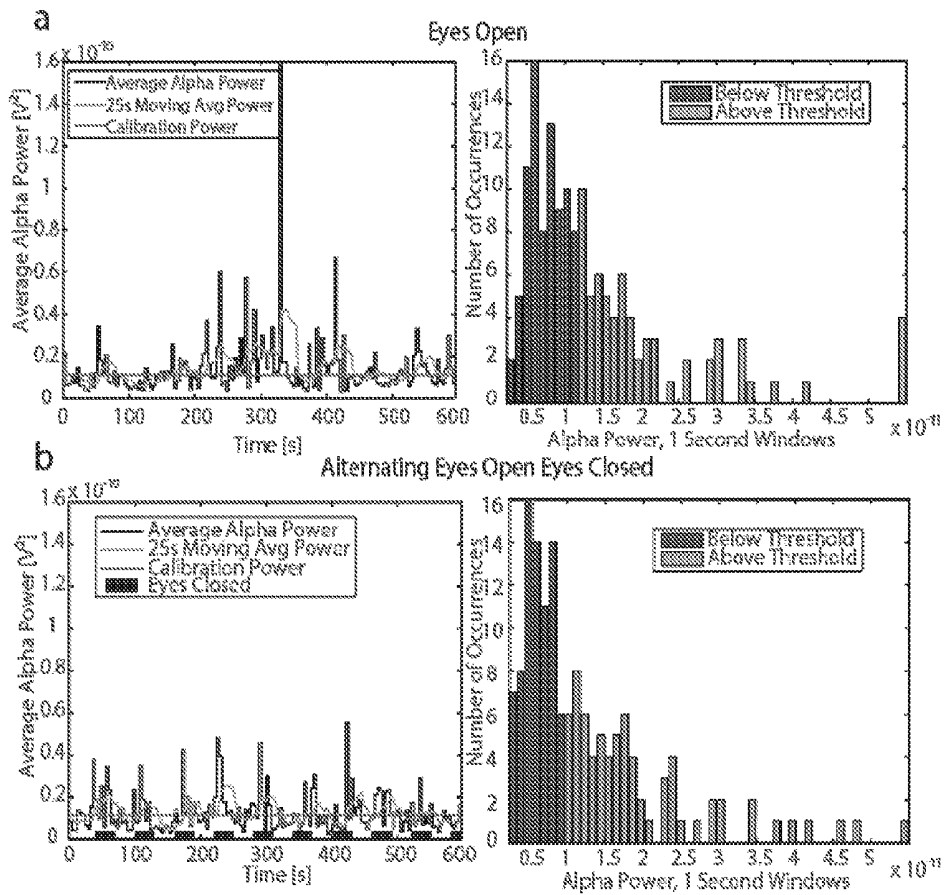 a
Eyes Open
1.6 x 10⁻¹⁰
1.4
1.2
1
0.8
0.6
0.4
0.2
0
Average Alpha Power [V²]
Average Alpha Power
25s Moving Avg Power
Calibration Power
0 100 200 300 400 500 600
Time [s]
16
14
12
10
8
6
4
2
0
Number of Occurrences
Below Threshold
Above Threshold
0.5 1 1.5 2 2.5 3 3.5 4 4.5 5
x 10⁻¹¹
Alpha Power, 1 Second Windows
b
Alternating Eyes Open Eyes Closed
1.6 x 10⁻¹⁰
1.4
1.2
1
0.8
0.6
0.4
0.2
0
Average Alpha Power [V²]
Average Alpha Power
25s Moving Avg Power
Calibration Power
Eyes Closed
0 100 200 300 400 500 600
Time [s]
16
14
12
10
8
6
4
2
0
Number of Occurrences
Below Threshold
Above Threshold
0.5 1 1.5 2 2.5 3 3.5 4 4.5 5
x 10⁻¹¹
Alpha Power, 1 Second Windows